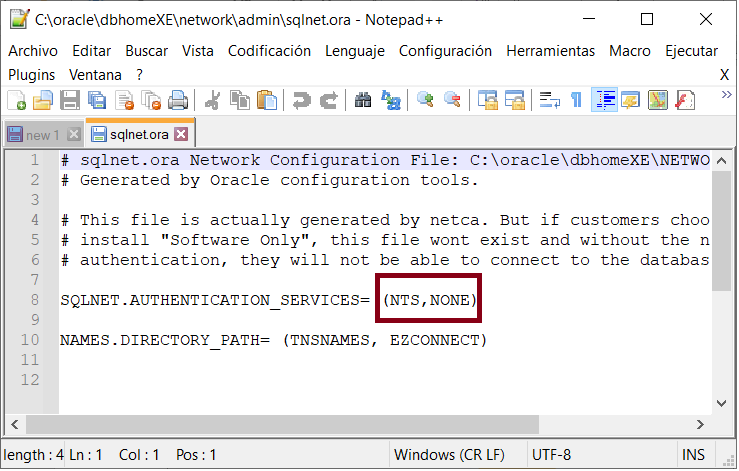 C:\oracle\dbhomeXE\network\admin\sqlnet.ora - Notepad++
Archivo Editar Buscar Vista Codificación Lenguaje Configuración Herramientas Macro Ejecutar
Plugins Ventana ? X
new 1 sqlnet.ora
1 # sqlnet.ora Network Configuration File: C:\oracle\dbhomeXE\NETWO
2 # Generated by Oracle configuration tools.
3
4 # This file is actually generated by netca. But if customers choo
5 # install "Software Only", this file wont exist and without the n
6 # authentication, they will not be able to connect to the databas
7
8 SQLNET.AUTHENTICATION_SERVICES= (NTS,NONE)
9
10 NAMES.DIRECTORY_PATH= (TNSNAMES, EZCONNECT)
11
12
length : 4 Ln : 1 Col : 1 Pos : 1 Windows (CR LF) UTF-8 INS